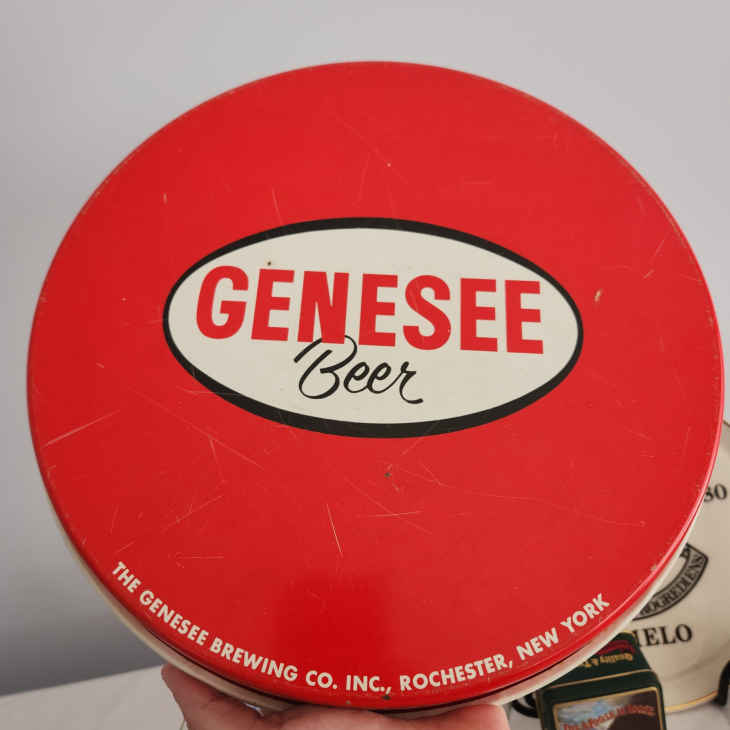 GENESEE
Beer
THE GENESEE BREWING CO. INC., ROCHESTER, NEW YORK